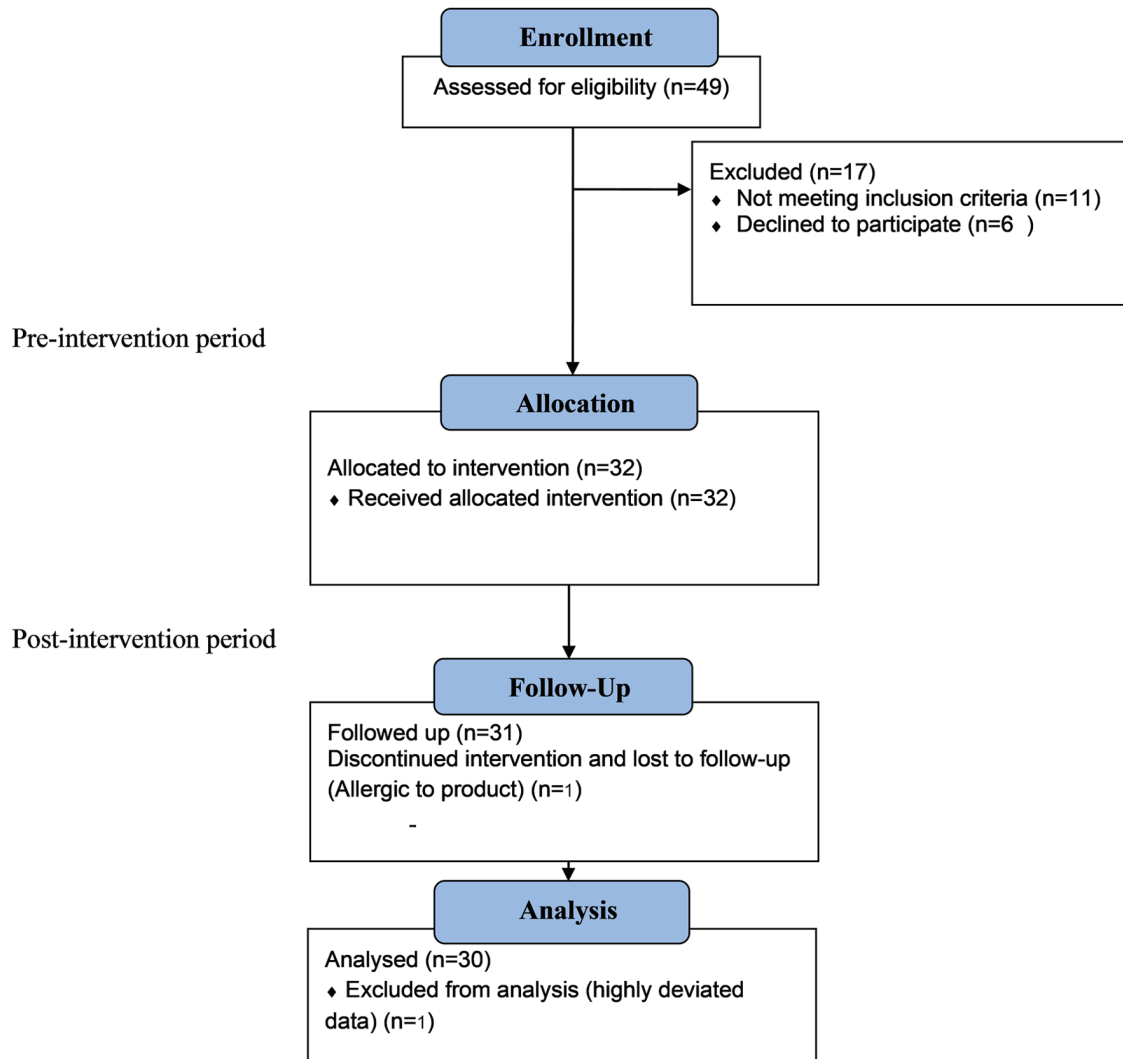 Enrollment
Assessed for eligibility (n=49)
Excluded (n=17)
♦ Not meeting inclusion criteria (n=11)
♦ Declined to participate (n=6  )
Pre-intervention period
Allocation
Allocated to intervention (n=32)
♦ Received allocated intervention (n=32)
Post-intervention period
Follow-Up
Followed up (n=31)
Discontinued intervention and lost to follow-up
(Allergic to product) (n=1)
-
Analysis
Analysed (n=30)
♦ Excluded from analysis (highly deviated
data) (n=1)